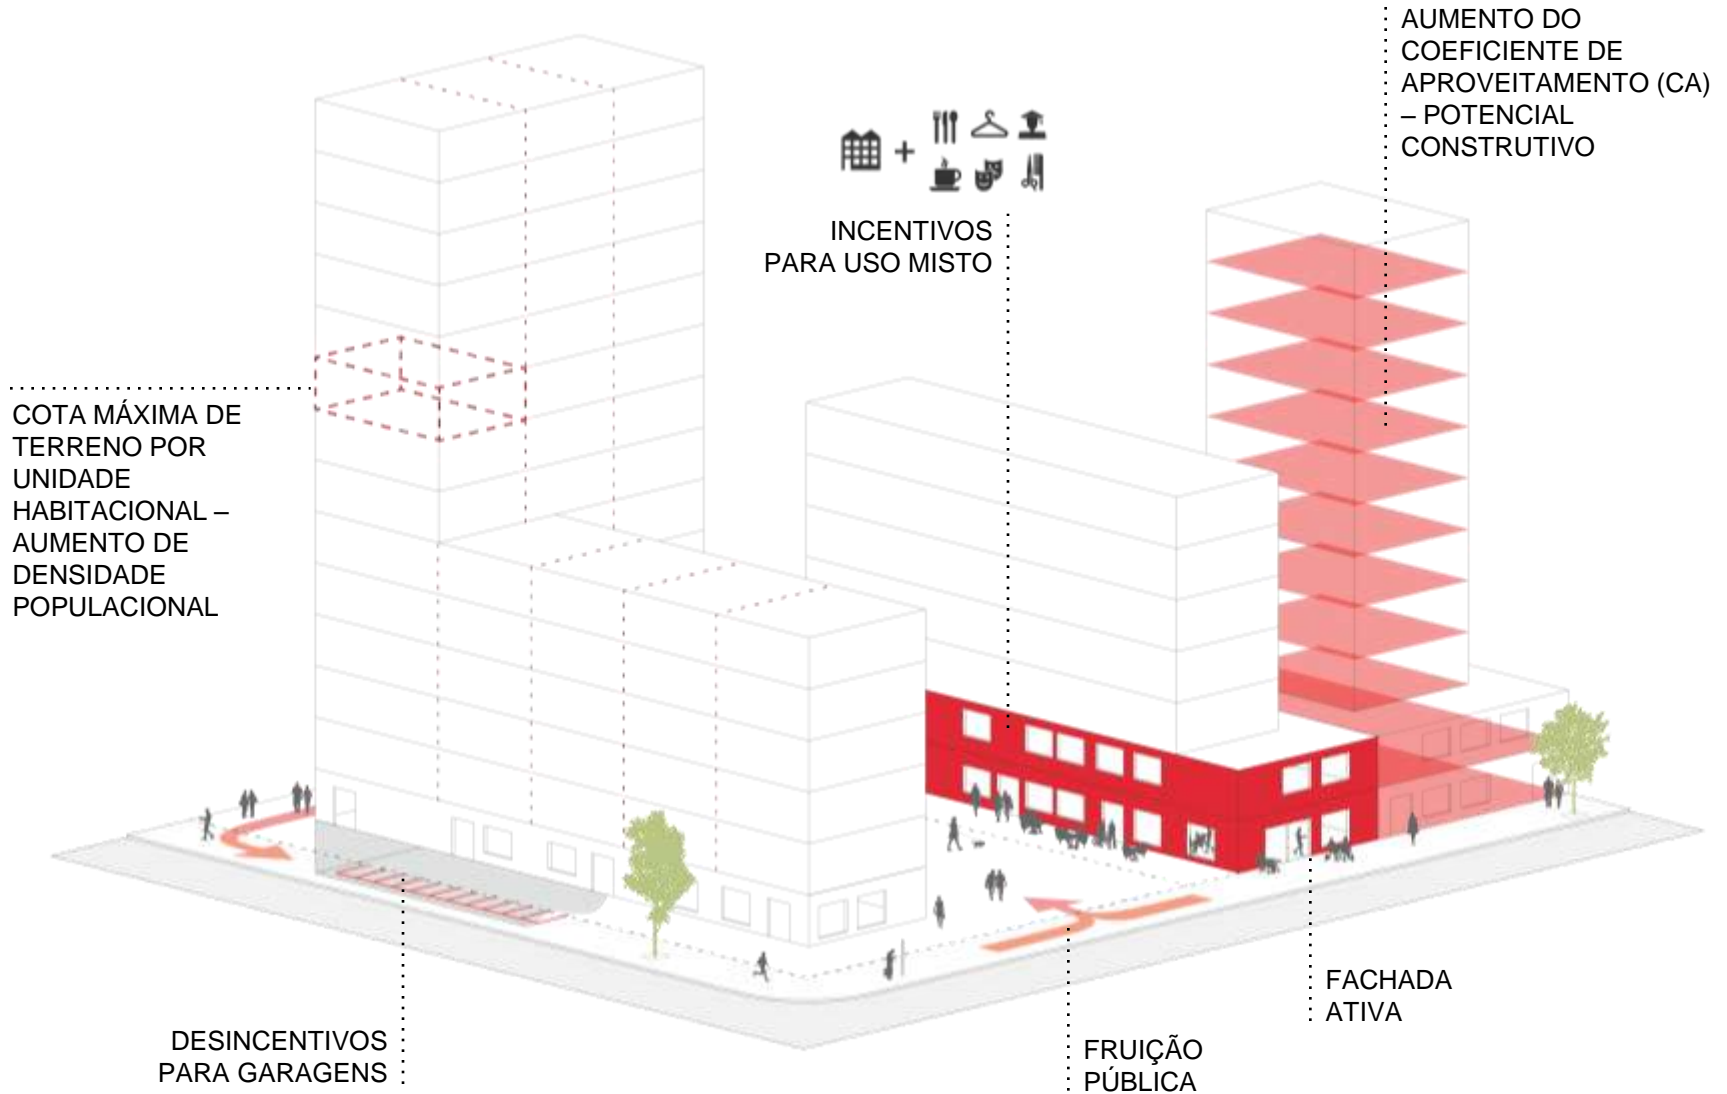 AUMENTO DO
COEFICIENTE DE
APROVEITAMENTO (CA)
– POTENCIAL
CONSTRUTIVO
INCENTIVOS
PARA USO MISTO
COTA MÁXIMA DE
TERRENO POR
UNIDADE
HABITACIONAL –
AUMENTO DE
DENSIDADE
POPULACIONAL
FACHADA
ATIVA
DESINCENTIVOS
PARA GARAGENS
FRUIÇÃO
PÚBLICA